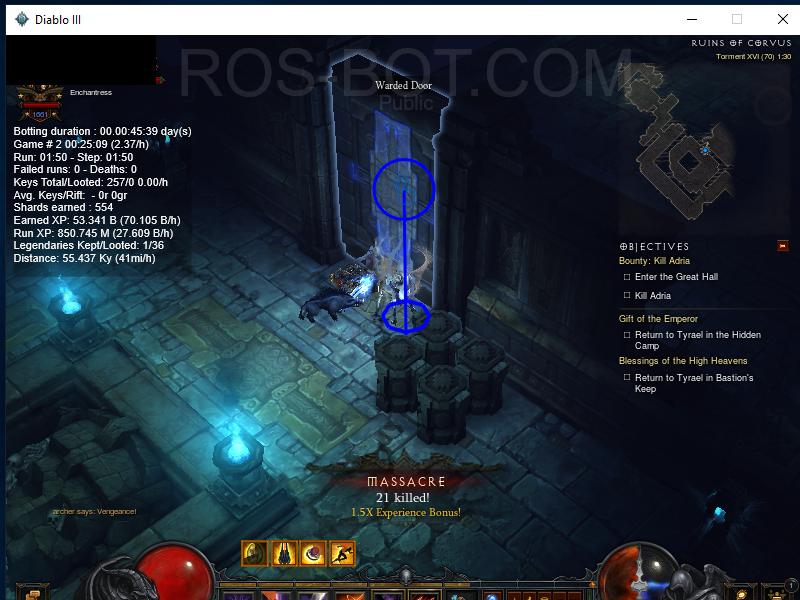 Diablo III
ROS-BOT.COM
RUINS OF CORVUS
Torment XVI (70) 1:30
Warded Door
Public
Enchantress
1661
Botting duration : 00.00:45:39 day(s)
Game # 2 00:25:09 (2.37/h)
Run: 01:50 - Step: 01:50
Failed runs: 0 - Deaths: 0
Keys Total/Looted: 257/0 0.00/h
Avg. Keys/Rift:  - 0r 0gr
Shards earned : 554
Earned XP: 53.341 B (70.105 B/h)
Run XP: 850.745 M (27.609 B/h)
Legendaries Kept/Looted: 1/36
Distance: 55.437 Ky (41mi/h)
OBJECTIVES
Bounty: Kill Adria
Enter the Great Hall
Kill Adria
Gift of the Emperor
Return to Tyrael in the Hidden
Camp
Blessings of the High Heavens
Return to Tyrael in Bastion's
Keep
MASSACRE
21 killed!
1.5X Experience Bonus!
archer says: Vengeance!
1